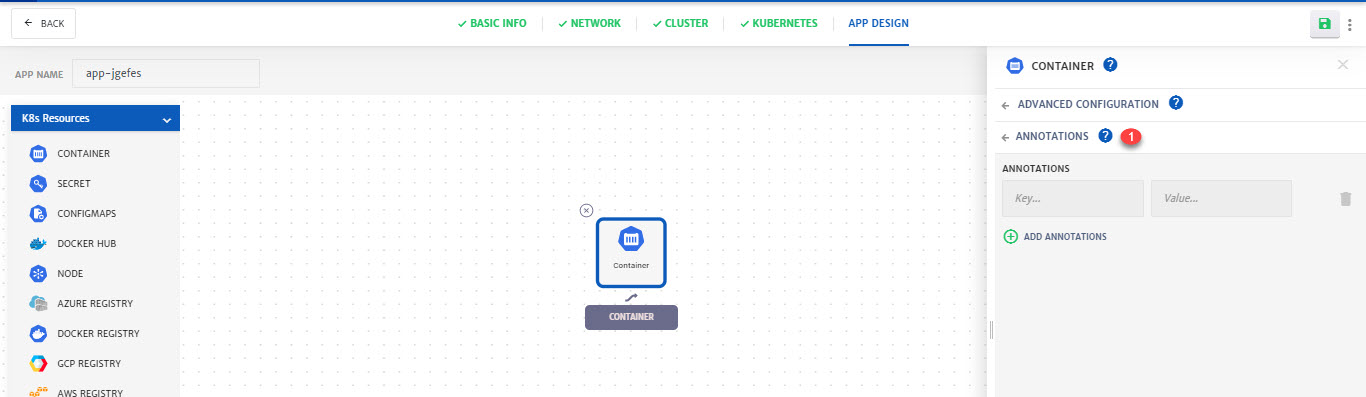 BACK
BASIC INFO
NETWORK
CLUSTER
KUBERNETES
APP DESIGN
APP NAME
app-jgefes
K8s Resources
CONTAINER
SECRET
CONFIGMAPS
DOCKER HUB
NODE
AZURE REGISTRY
DOCKER REGISTRY
GCP REGISTRY
AWS REGISTRY
Container
CONTAINER
CONTAINER ?
ADVANCED CONFIGURATION ?
ANNOTATIONS ? 1
ANNOTATIONS
Key...
Value...
ADD ANNOTATIONS